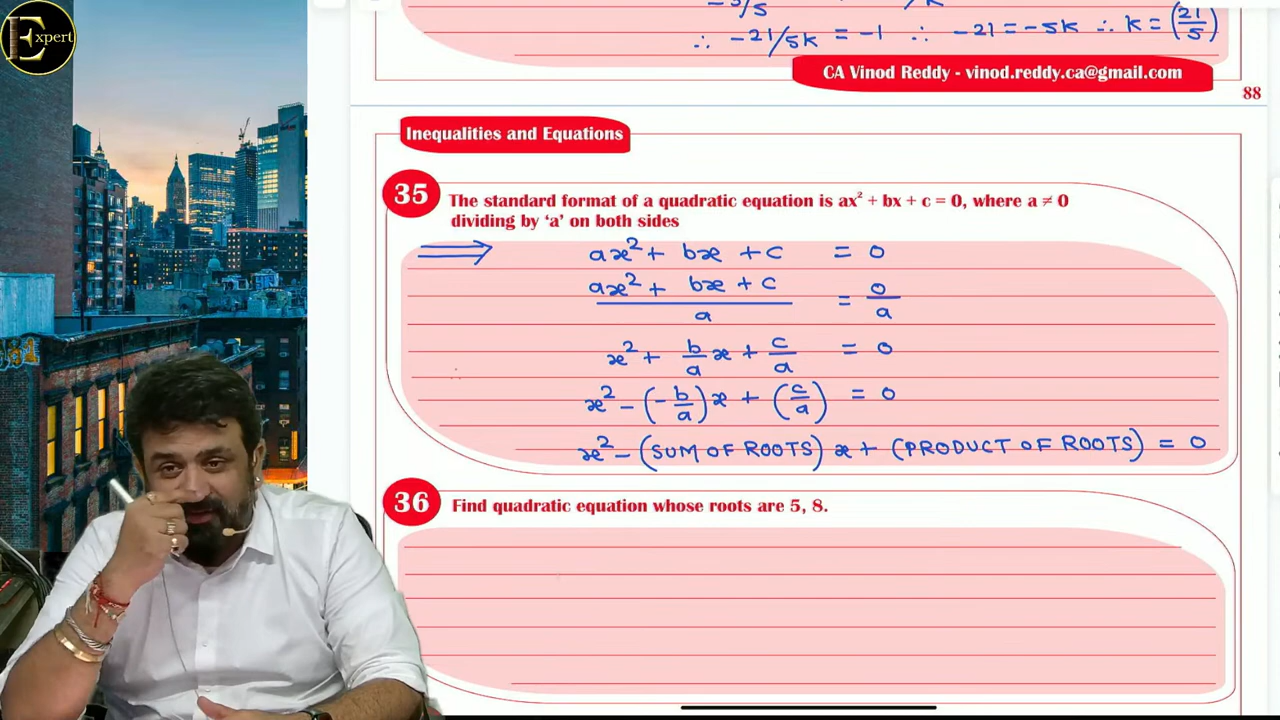 Expert
∴ -21/5k = -1 ∴ -21 = -5k ∴ k = (21/5)
CA Vinod Reddy - vinod.reddy.ca@gmail.com
88
Inequalities and Equations
35 The standard format of a quadratic equation is ax² + bx + c = 0, where a ≠ 0
dividing by ‘a’ on both sides
⟹ ax² + bx + c = 0
(ax² + bx + c)/a = 0/a
x² + b/a x + c/a = 0
x² - (-b/a)x + (c/a) = 0
x² - (SUM OF ROOTS) x + (PRODUCT OF ROOTS) = 0
36 Find quadratic equation whose roots are 5, 8.